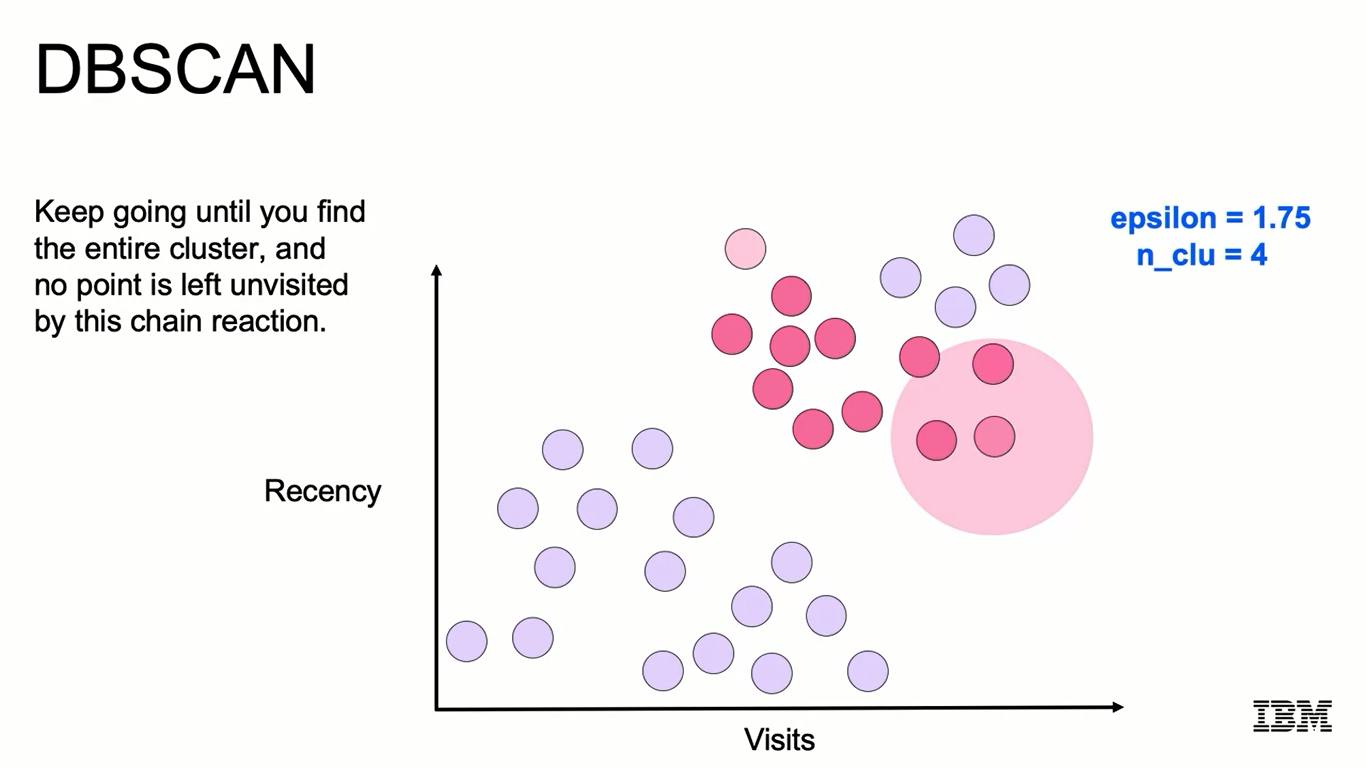 DBSCAN
Keep going until you find
the entire cluster, and
no point is left unvisited
by this chain reaction.
epsilon = 1.75
n_clu = 4
Recency
Visits
IBM